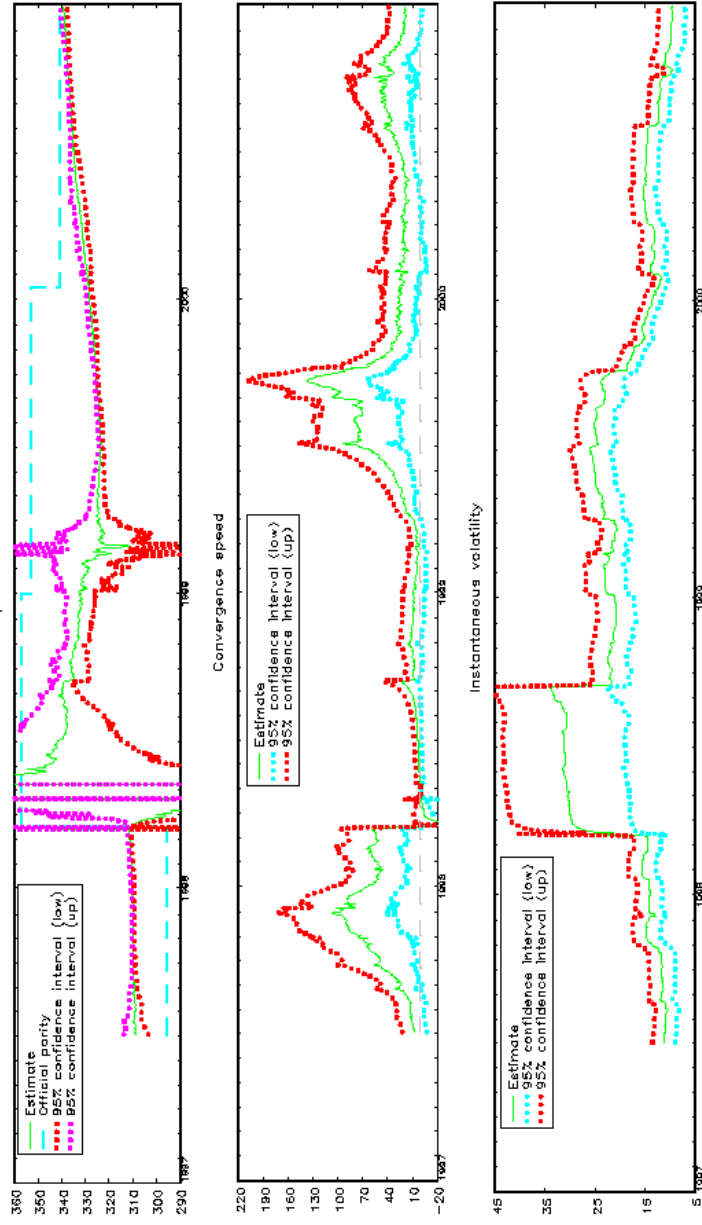 360
350
340
330
320
310
300
290
Estimate
Official parity
95% confidence interval (low)
95% confidence interval (up)
1997
1998
1999
2000
Convergence speed
220
190
160
130
100
70
40
10
-20
Estimate
95% confidence interval (low)
95% confidence interval (up)
1997
1998
1999
2000
Instantaneous volatility
45
35
25
15
5
Estimate
95% confidence interval (low)
95% confidence interval (up)
1997
1998
1999
2000